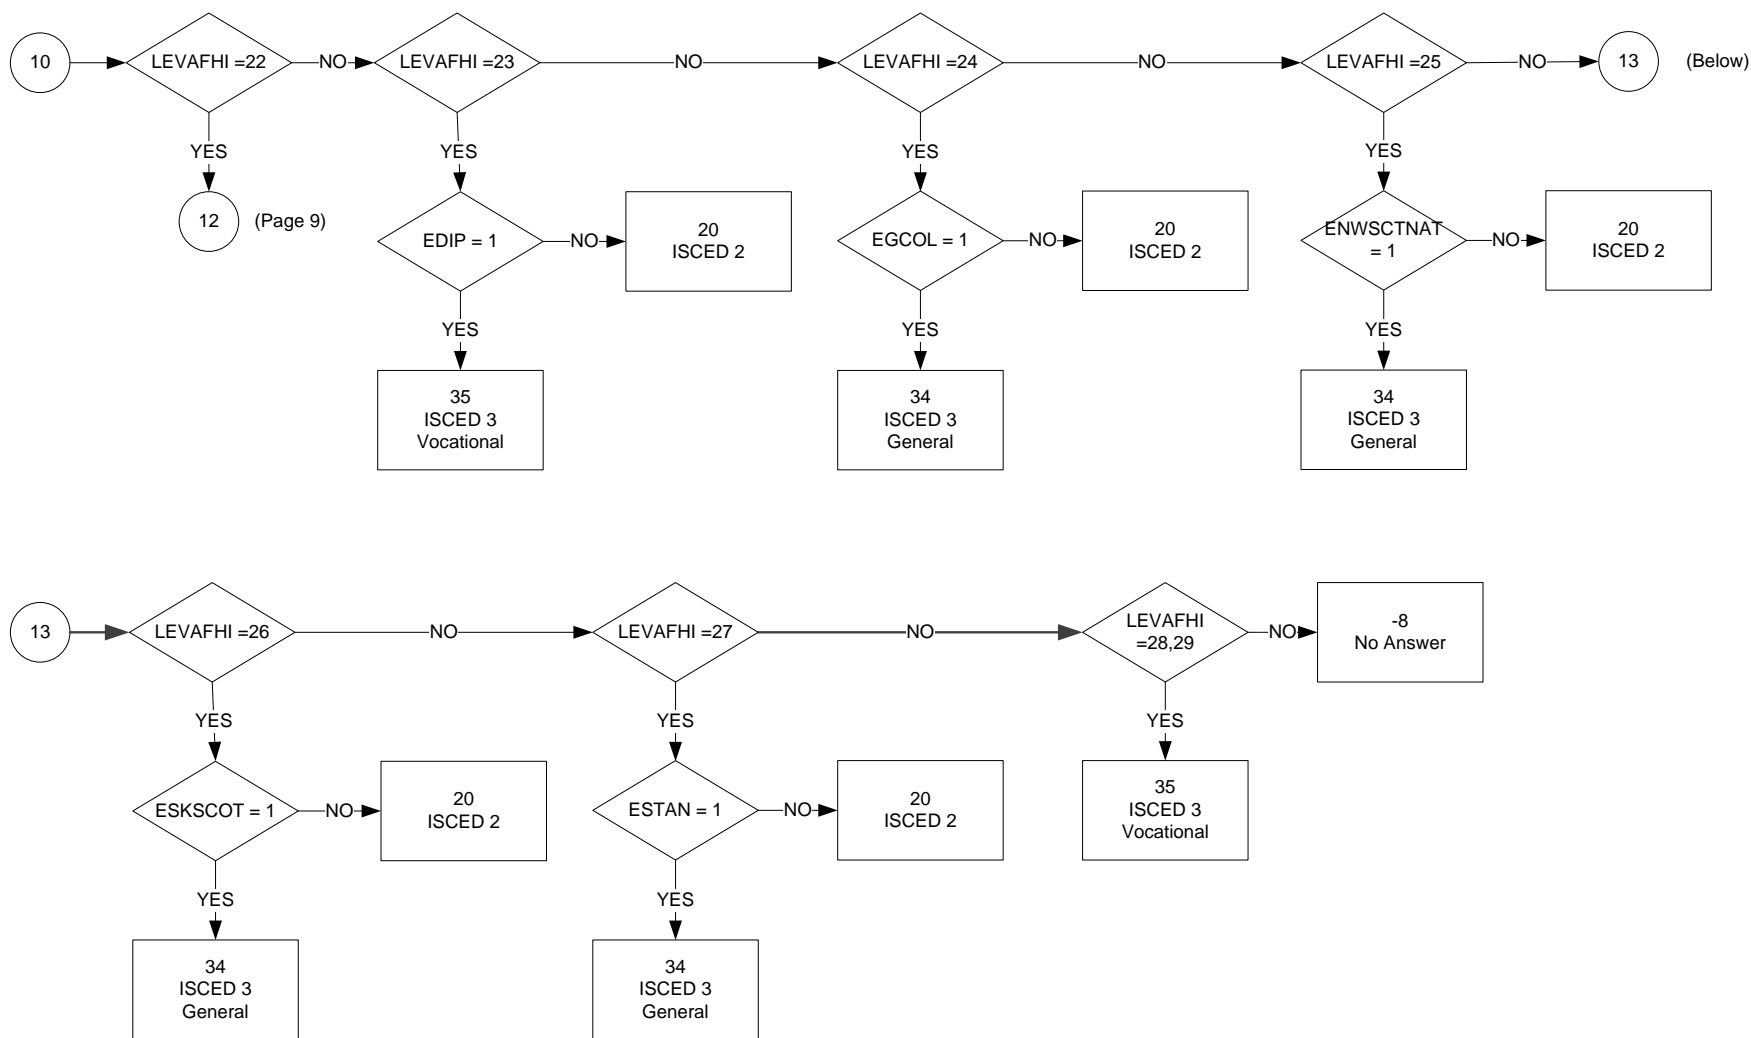 10
LEVAFHI =22
NO
LEVAFHI =23
NO
LEVAFHI =24
NO
LEVAFHI =25
NO
13
(Below)
YES
YES
YES
YES
12
(Page 9)
EDIP = 1
NO
20
ISCED 2
EGCOL = 1
NO
20
ISCED 2
ENWSCTNAT
= 1
NO
20
ISCED 2
YES
YES
YES
35
ISCED 3
Vocational
34
ISCED 3
General
34
ISCED 3
General
13
LEVAFHI =26
NO
LEVAFHI =27
NO
LEVAFHI
=28,29
NO
-8
No Answer
YES
YES
YES
ESKSCOT = 1
NO
20
ISCED 2
ESTAN = 1
NO
20
ISCED 2
35
ISCED 3
Vocational
YES
YES
34
ISCED 3
General
34
ISCED 3
General